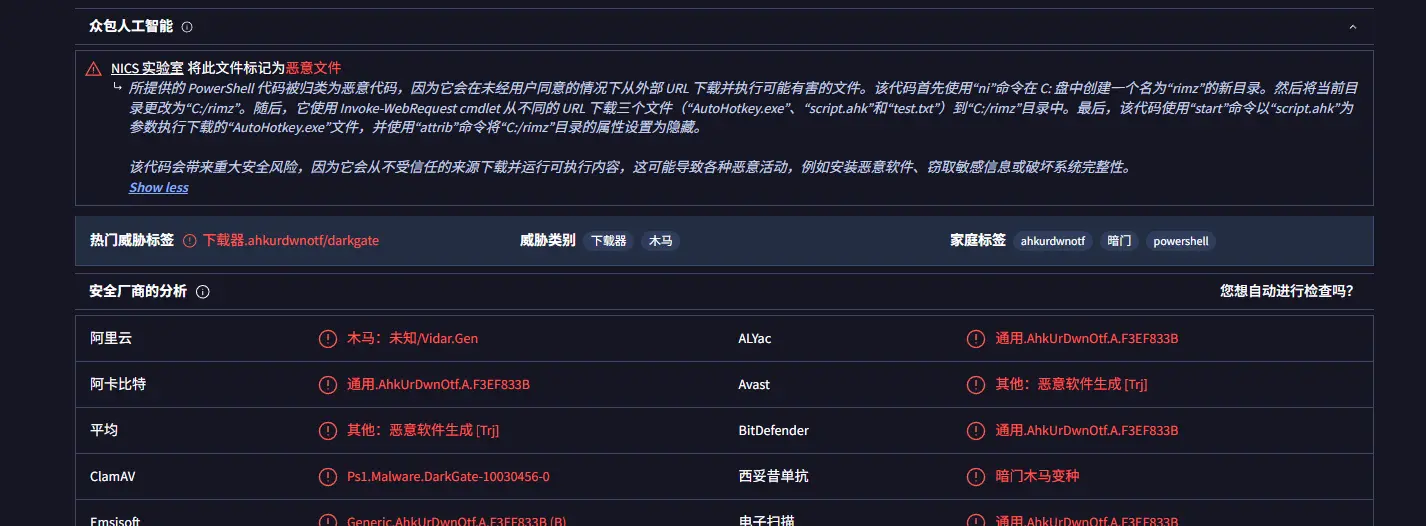 众包人工智能
NICS 实验室 将此文件标记为恶意文件
所提供的 PowerShell 代码被归类为恶意代码，因为它会在未经用户同意的情况下从外部 URL 下载并执行可能有害的文件。该代码首先使用“ni”命令在 C: 盘中创建一个名为“rimz”的新目录。然后将当前目
录更改为“C:/rimz”。随后，它使用 Invoke-WebRequest cmdlet 从不同的 URL 下载三个文件（“AutoHotkey.exe”、“script.ahk”和“test.txt”）到“C:/rimz”目录中。最后，该代码使用“start”命令以“script.ahk”为
参数执行下载的“AutoHotkey.exe”文件，并使用“attrib”命令将“C:/rimz”目录的属性设置为隐藏。
该代码会带来重大安全风险，因为它会从不受信任的来源下载并运行可执行内容，这可能导致各种恶意活动，例如安装恶意软件、窃取敏感信息或破坏系统完整性。
Show less
热门威胁标签 下载器.ahkurdwnotf/darkgate 威胁类别 下载器 木马 家庭标签 ahkurdwnotf 暗门 powershell
安全厂商的分析 您想自动进行检查吗？
阿里云 木马：未知/Vidar.Gen ALYac 通用.AhkUrDwnOtf.A.F3EF833B
阿卡比特 通用.AhkUrDwnOtf.A.F3EF833B Avast 其他：恶意软件生成 [Trj]
平均 其他：恶意软件生成 [Trj] BitDefender 通用.AhkUrDwnOtf.A.F3EF833B
ClamAV Ps1.Malware.DarkGate-10030456-0 西妥昔单抗 暗门木马变种
Emsisoft Generic.AhkUrDwnOtf.A.F3EF833B (B) 电子扫描 通用.AhkUrDwnOtf.A.F3EF833B